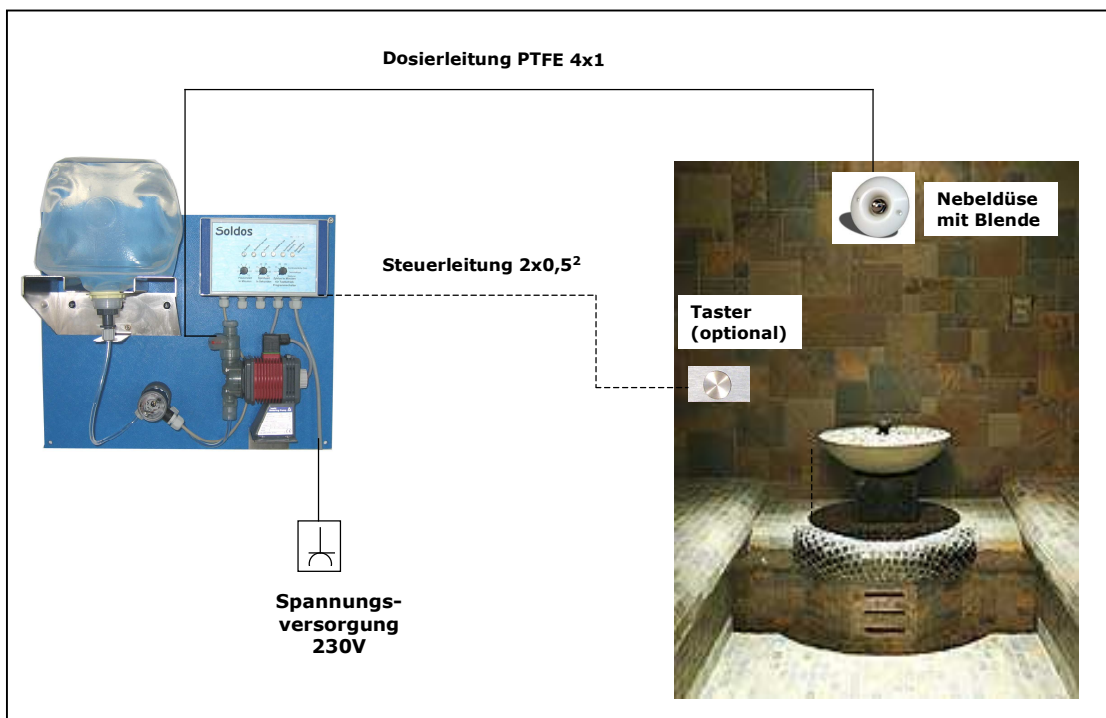 Dosierleitung PTFE 4x1
Soldos
Nebeldüse
mit Blende
Steuerleitung 2x0,5²
Taster
(optional)
Spannungs-
versorgung
230V